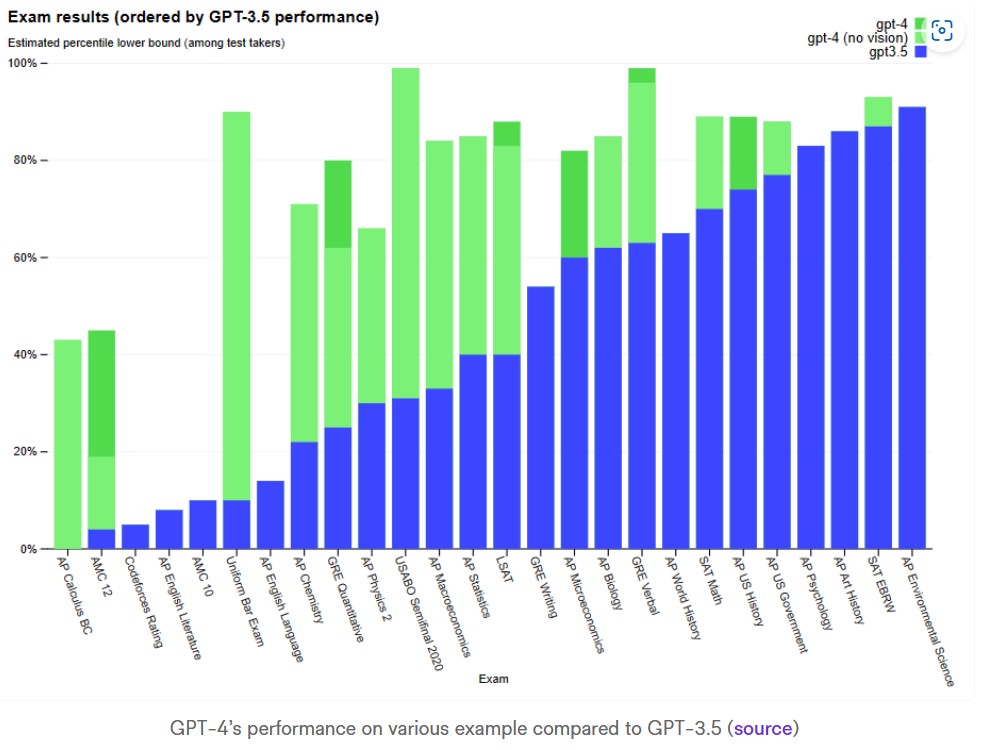 Exam results (ordered by GPT-3.5 performance)
Estimated percentile lower bound (among test takers)
gpt-4
gpt-4 (no vision)
gpt3.5
100%
80%
60%
40%
20%
0%
AP Calculus BC
AMC 12
Codeforces Rating
AP English Literature
AMC 10
Uniform Bar Exam
AP English Language
AP Chemistry
GRE Quantitative
AP Physics 2
USABO Semifinal 2020
AP Macroeconomics
AP Statistics
LSAT
GRE Writing
AP Microeconomics
AP Biology
GRE Verbal
AP World History
SAT Math
AP US History
AP US Government
AP Psychology
AP Art History
SAT EBRW
AP Environmental Science
Exam
GPT-4's performance on various example compared to GPT-3.5 (source)